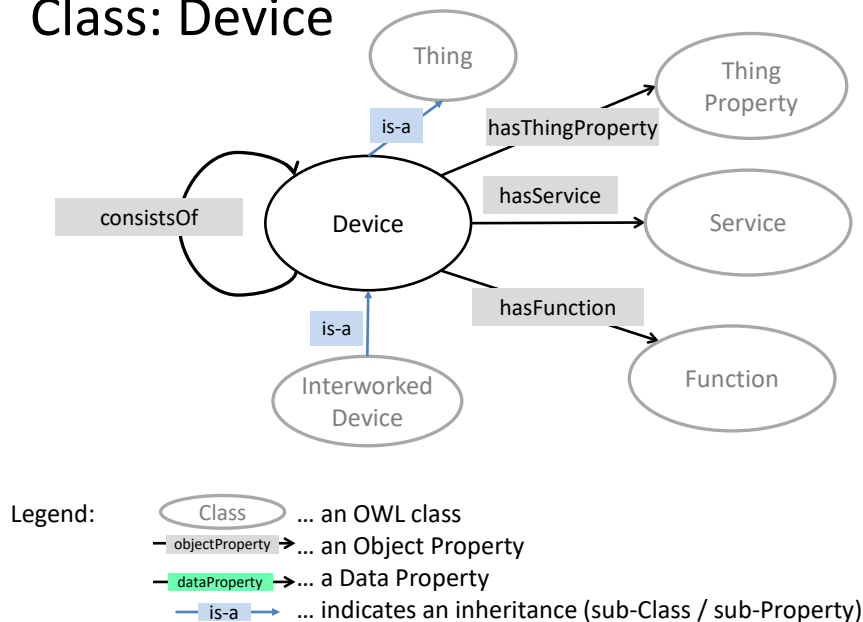 Class: Device
Thing
Thing
Property
is-a
hasThingProperty
hasService
consistsOf
Device
Service
hasFunction
is-a
Interworked
Device
Function
Legend:
Class
... an OWL class
objectProperty
... an Object Property
dataProperty
... a Data Property
is-a
... indicates an inheritance (sub-Class / sub-Property)